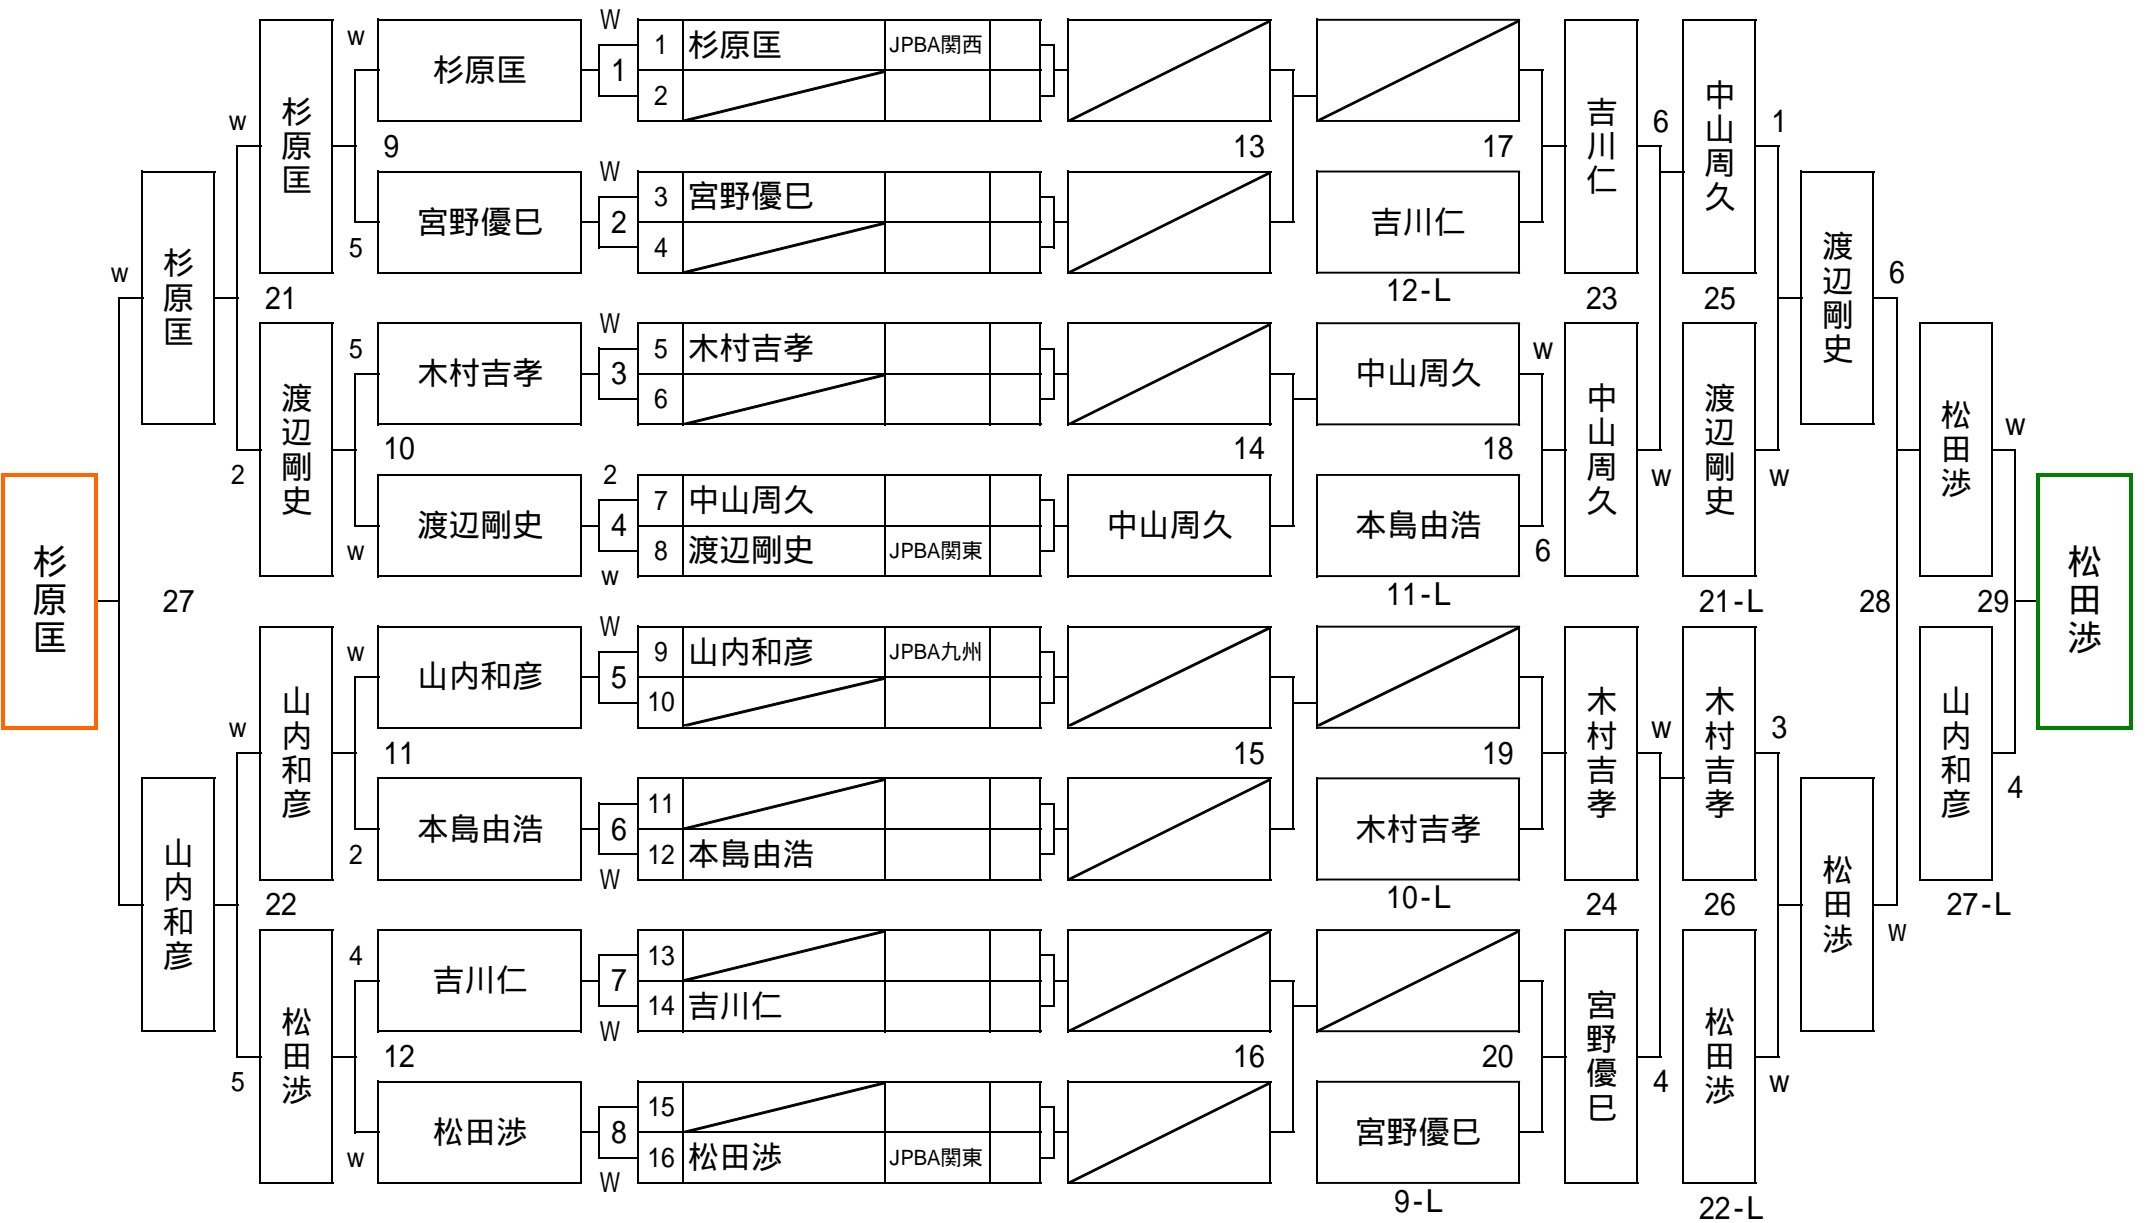 W
1 杉原匡 JPBA関西
1
2
杉原匡
w
9
W
3 宮野優巳
2
4
宮野優巳
5
杉原匡
w
21
W
5 木村吉孝
3
6
木村吉孝
5
10
2
7 中山周久
4
8 渡辺剛史 JPBA関東
w
渡辺剛史
w
渡辺剛史
2
杉原匡
w
27
杉原匡
W
9 山内和彦 JPBA九州
5
10
山内和彦
w
11
11
6
12 本島由浩
W
本島由浩
2
山内和彦
w
22
13
7
14 吉川仁
W
吉川仁
4
12
15
8
16 松田渉 JPBA関東
W
松田渉
w
松田渉
5
山内和彦
13
17
吉川仁
12-L
吉川仁
6
23
中山周久
14
中山周久
w
18
本島由浩
6
11-L
中山周久
w
15
19
木村吉孝
10-L
木村吉孝
w
24
16
20
宮野優巳
9-L
宮野優巳
4
中山周久
1
25
渡辺剛史
w
21-L
木村吉孝
3
26
松田渉
w
22-L
渡辺剛史
6
28
松田渉
w
松田渉
w
29
山内和彦
4
27-L
松田渉